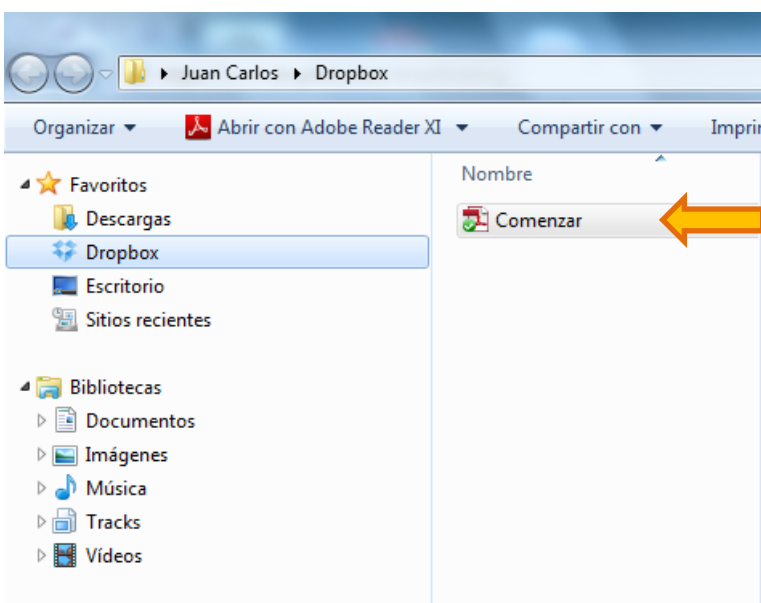 Juan Carlos Dropbox
Organizar Abrir con Adobe Reader XI Compartir con Imprir
Favoritos
Descargas
Dropbox
Escritorio
Sitios recientes
Bibliotecas
Documentos
Imágenes
Música
Tracks
Vídeos
Nombre
Comenzar